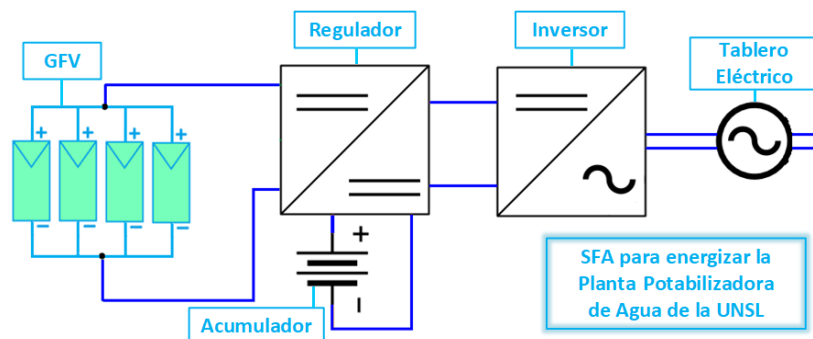 Regulador
Inversor
Tablero
Eléctrico
GFV
+ + + +
− − − −
+
−
Acumulador
SFA para energizar la
Planta Potabilizadora
de Agua de la UNSL